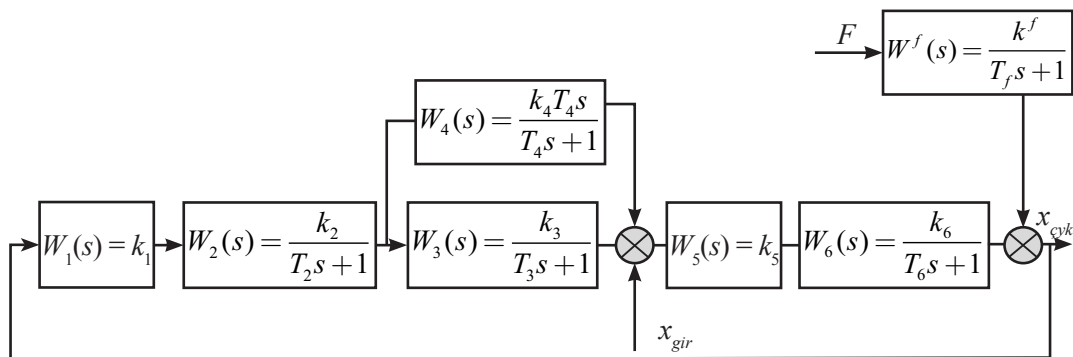 F
W^f(s) = k^f / (T_f s + 1)
W_4(s) = k_4 T_4 s / (T_4 s + 1)
W_1(s) = k_1
W_2(s) = k_2 / (T_2 s + 1)
W_3(s) = k_3 / (T_3 s + 1)
W_5(s) = k_5
W_6(s) = k_6 / (T_6 s + 1)
x_çyk
x_gir